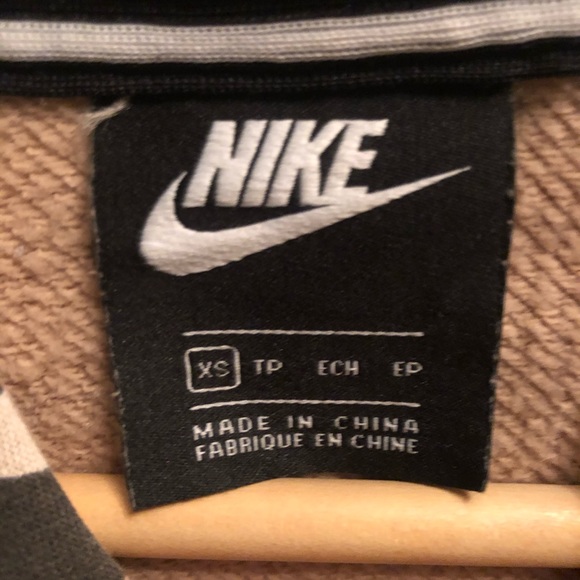 NIKE
XS TP ECH EP
MADE IN CHINA
FABRIQUE EN CHINE